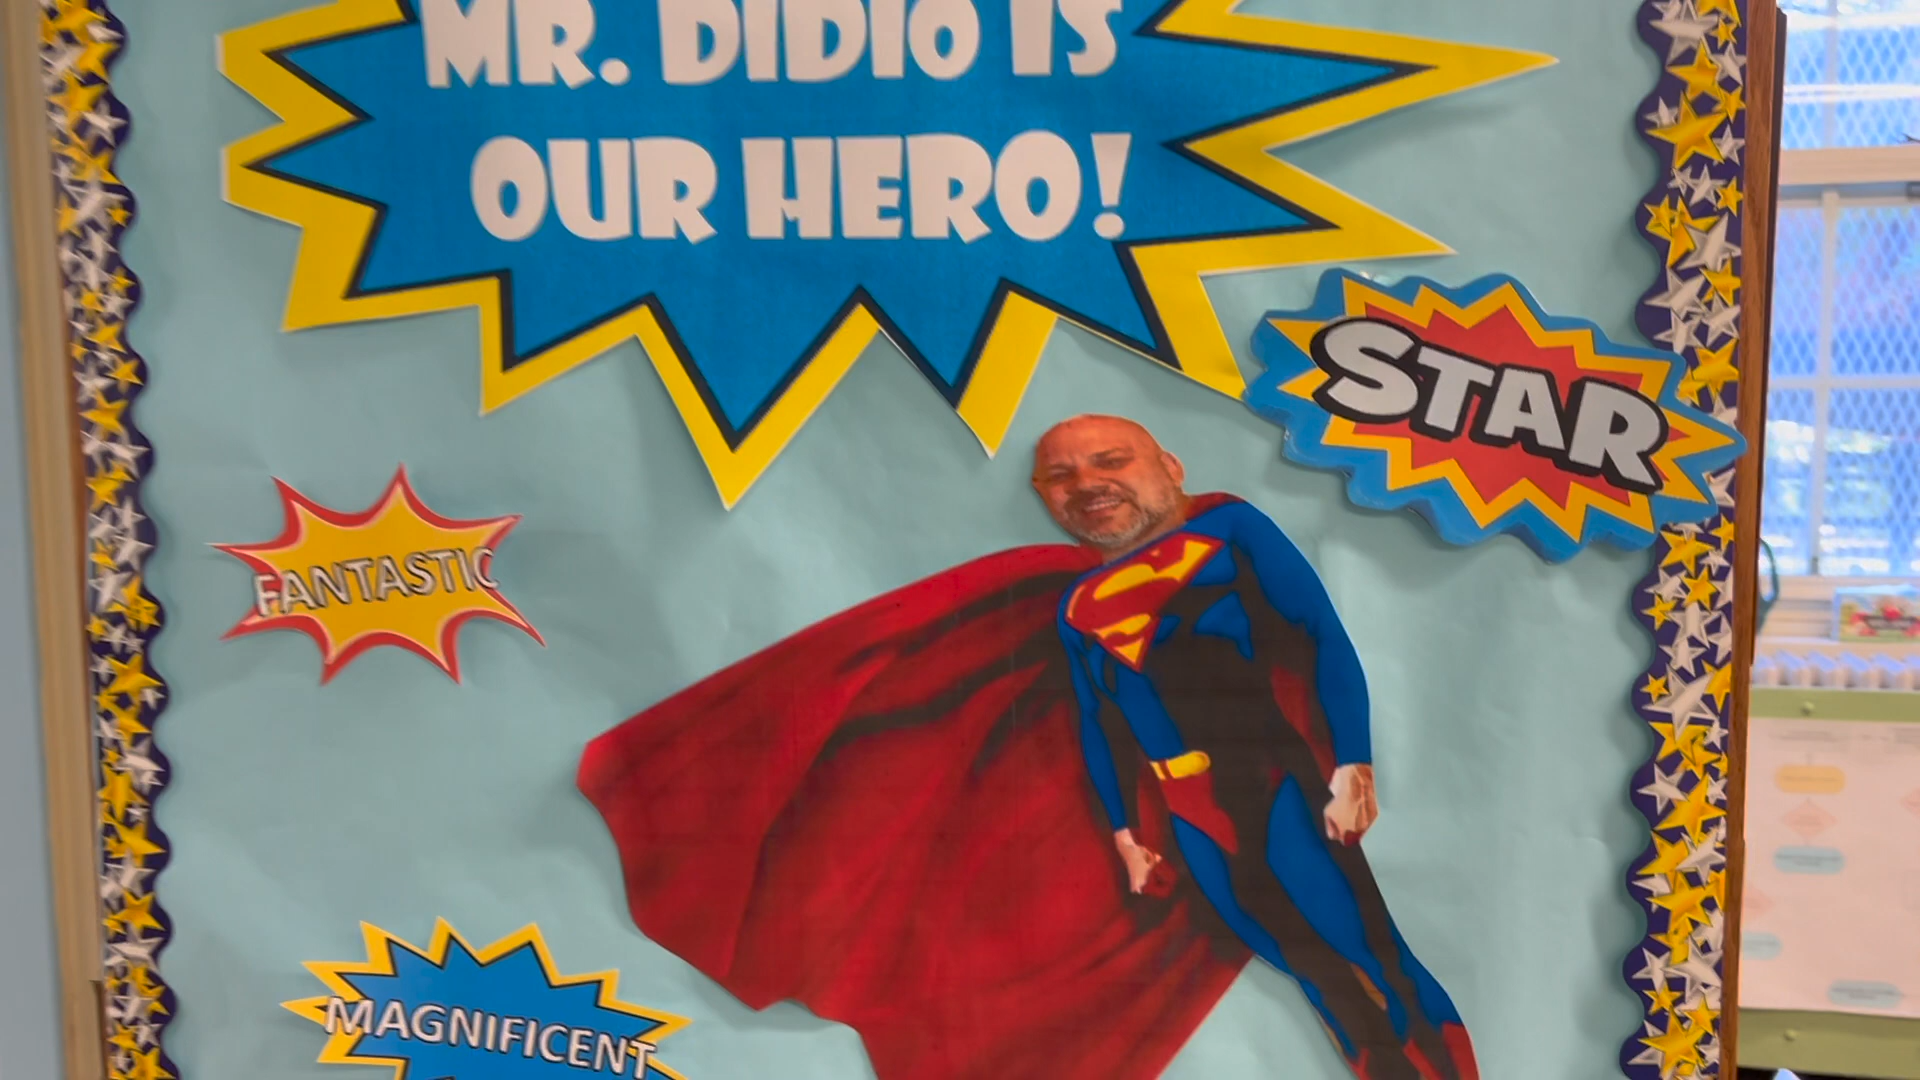 MR. DIDIO IS
OUR HERO!
STAR
FANTASTIC
S
MAGNIFICENT